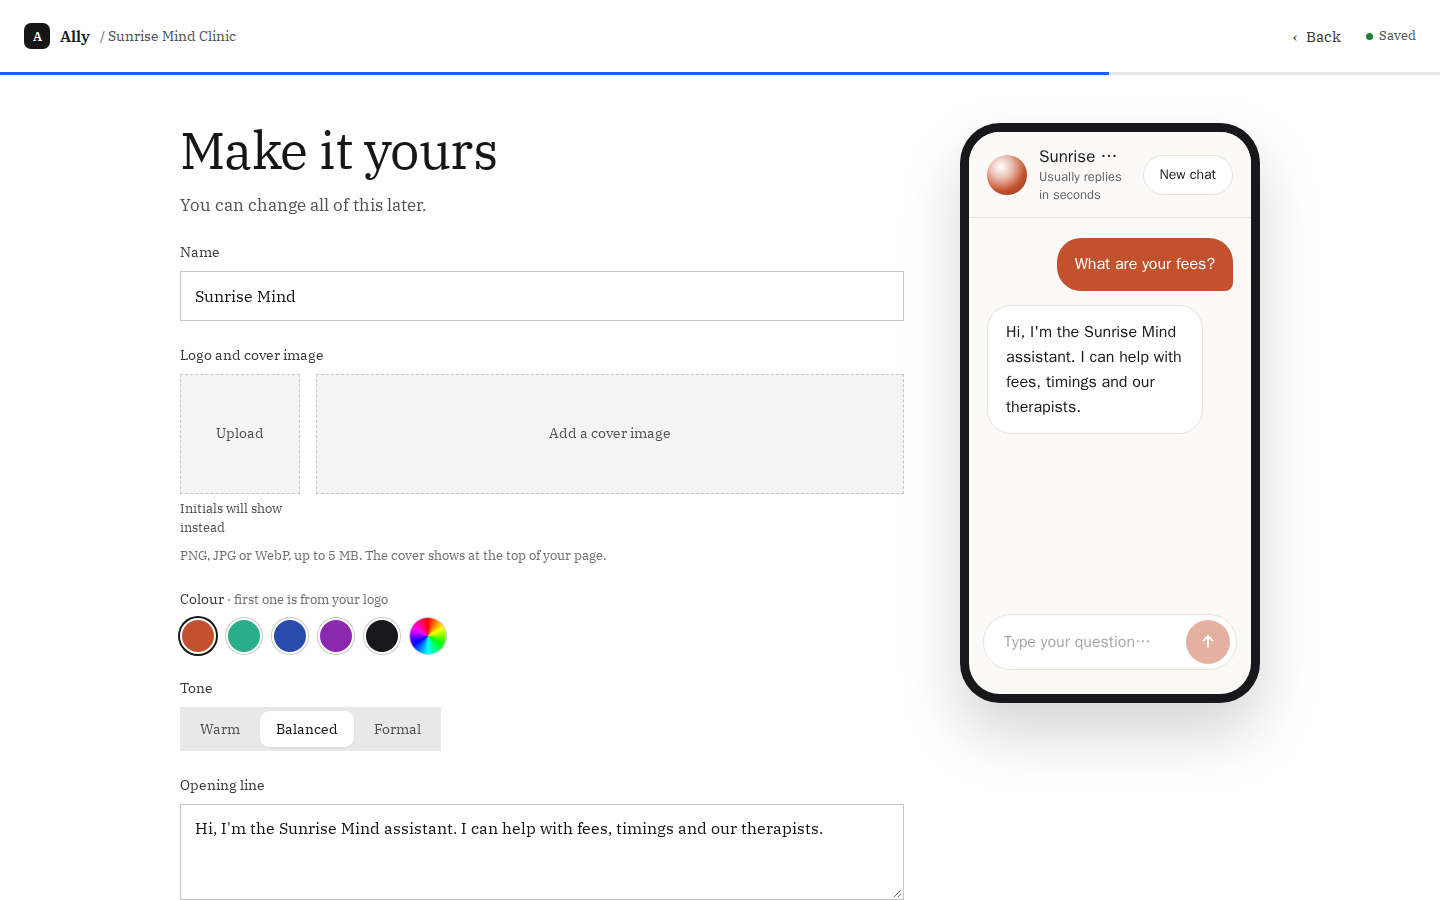 A Ally / Sunrise Mind Clinic
‹ Back
Saved
Make it yours
You can change all of this later.
Name
Sunrise Mind
Logo and cover image
Upload
Add a cover image
Initials will show
instead
PNG, JPG or WebP, up to 5 MB. The cover shows at the top of your page.
Colour · first one is from your logo
Tone
Warm
Balanced
Formal
Opening line
Hi, I'm the Sunrise Mind assistant. I can help with fees, timings and our therapists.
Sunrise ···
Usually replies
in seconds
New chat
What are your fees?
Hi, I'm the Sunrise Mind
assistant. I can help with
fees, timings and our
therapists.
Type your question···